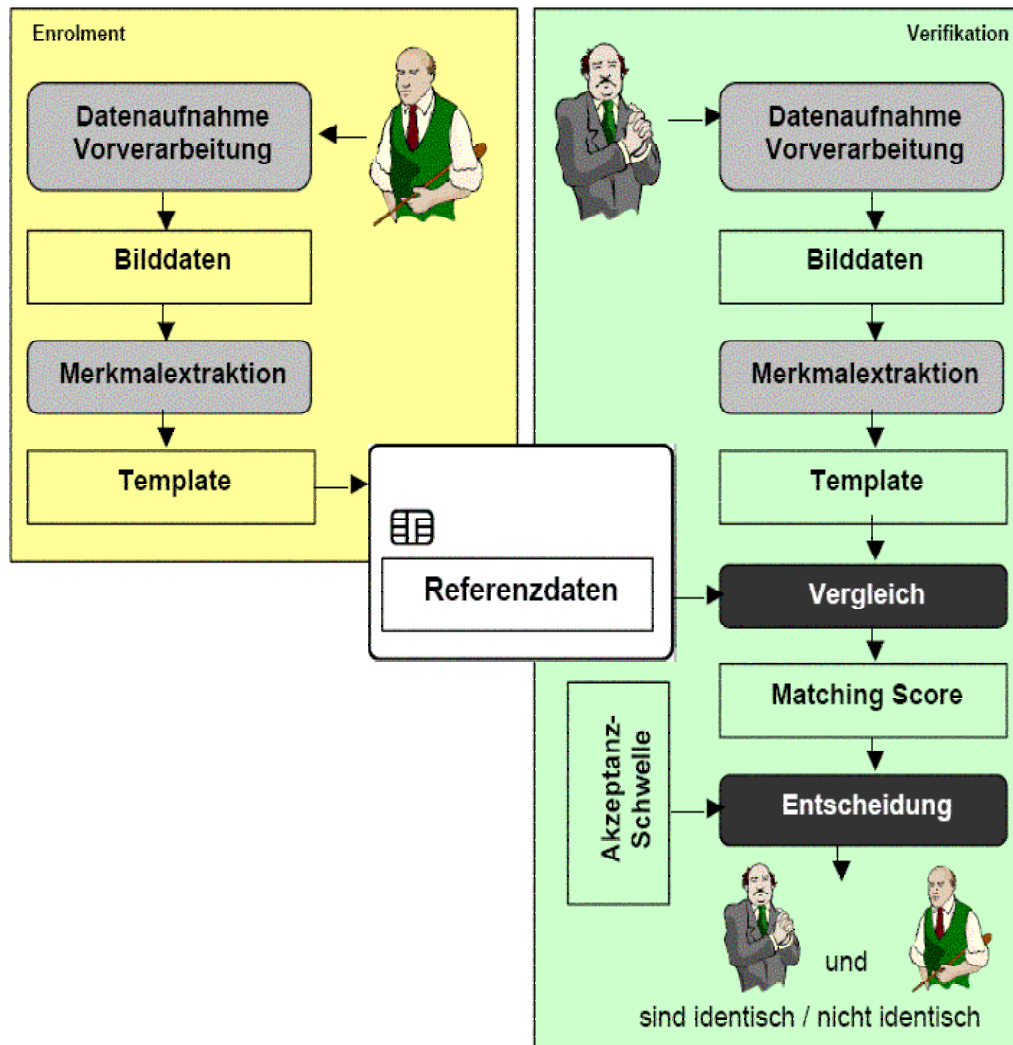 Enrolment
Datenaufnahme
Vorverarbeitung
Bilddaten
Merkmalextraktion
Template
Referenzdaten
Verifikation
Datenaufnahme
Vorverarbeitung
Bilddaten
Merkmalextraktion
Template
Vergleich
Matching Score
Akzeptanz-
Schwelle
Entscheidung
und
sind identisch / nicht identisch